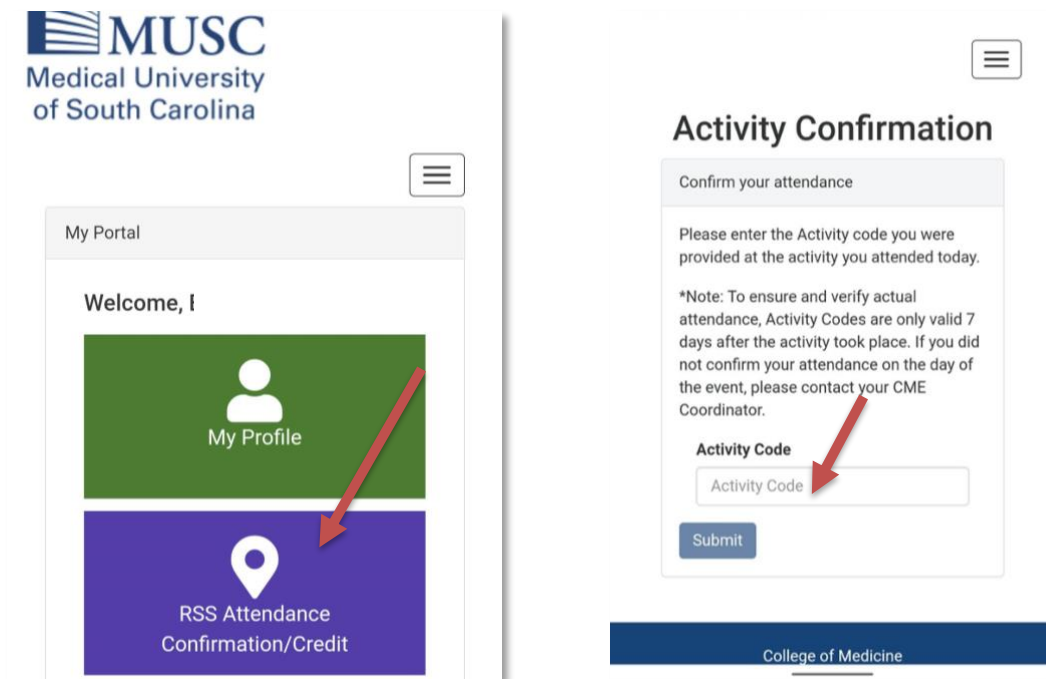 MUSC
Medical University
of South Carolina
My Portal
Welcome,
My Profile
RSS Attendance
Confirmation/Credit
Activity Confirmation
Confirm your attendance
Please enter the Activity code you were
provided at the activity you attended today.
*Note: To ensure and verify actual
attendance, Activity Codes are only valid 7
days after the activity took place. If you did
not confirm your attendance on the day of
the event, please contact your CME
Coordinator.
Activity Code
Activity Code
Submit
College of Medicine